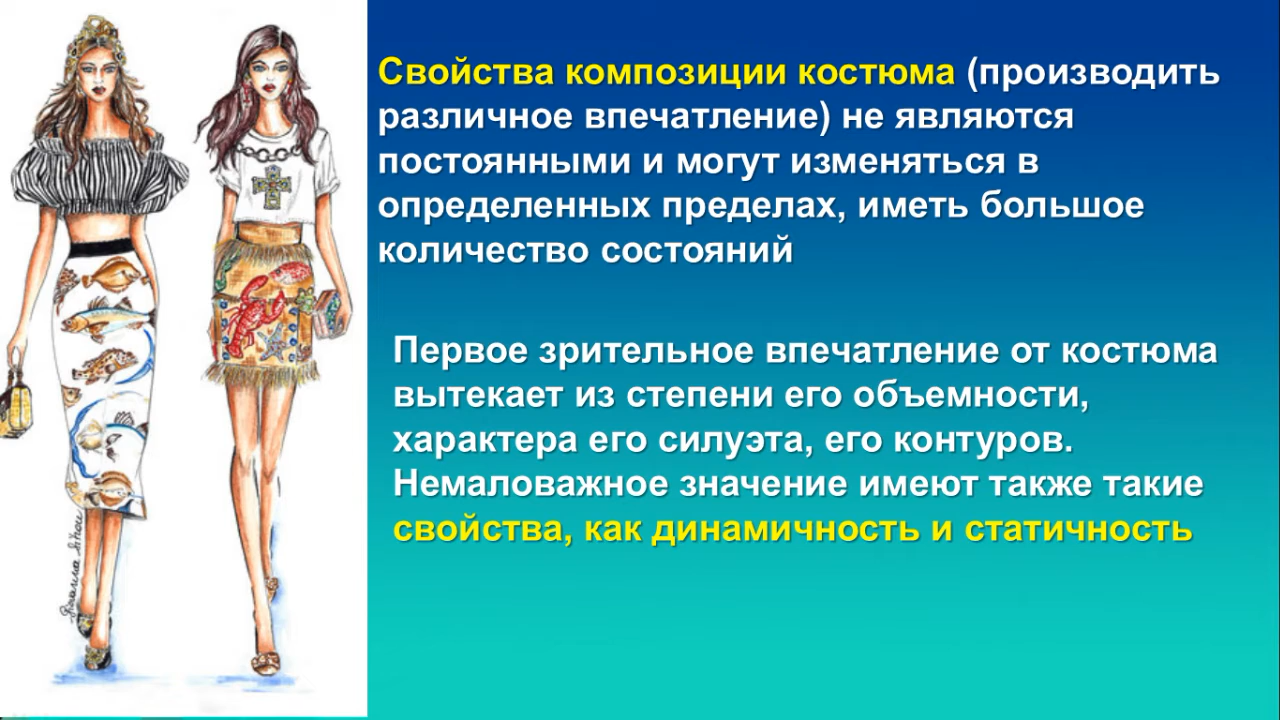 Свойства композиции костюма (производить
различное впечатление) не являются
постоянными и могут изменяться в
определенных пределах, иметь большое
количество состояний
Первое зрительное впечатление от костюма
вытекает из степени его объемности,
характера его силуэта, его контуров.
Немаловажное значение имеют также такие
свойства, как динамичность и статичность